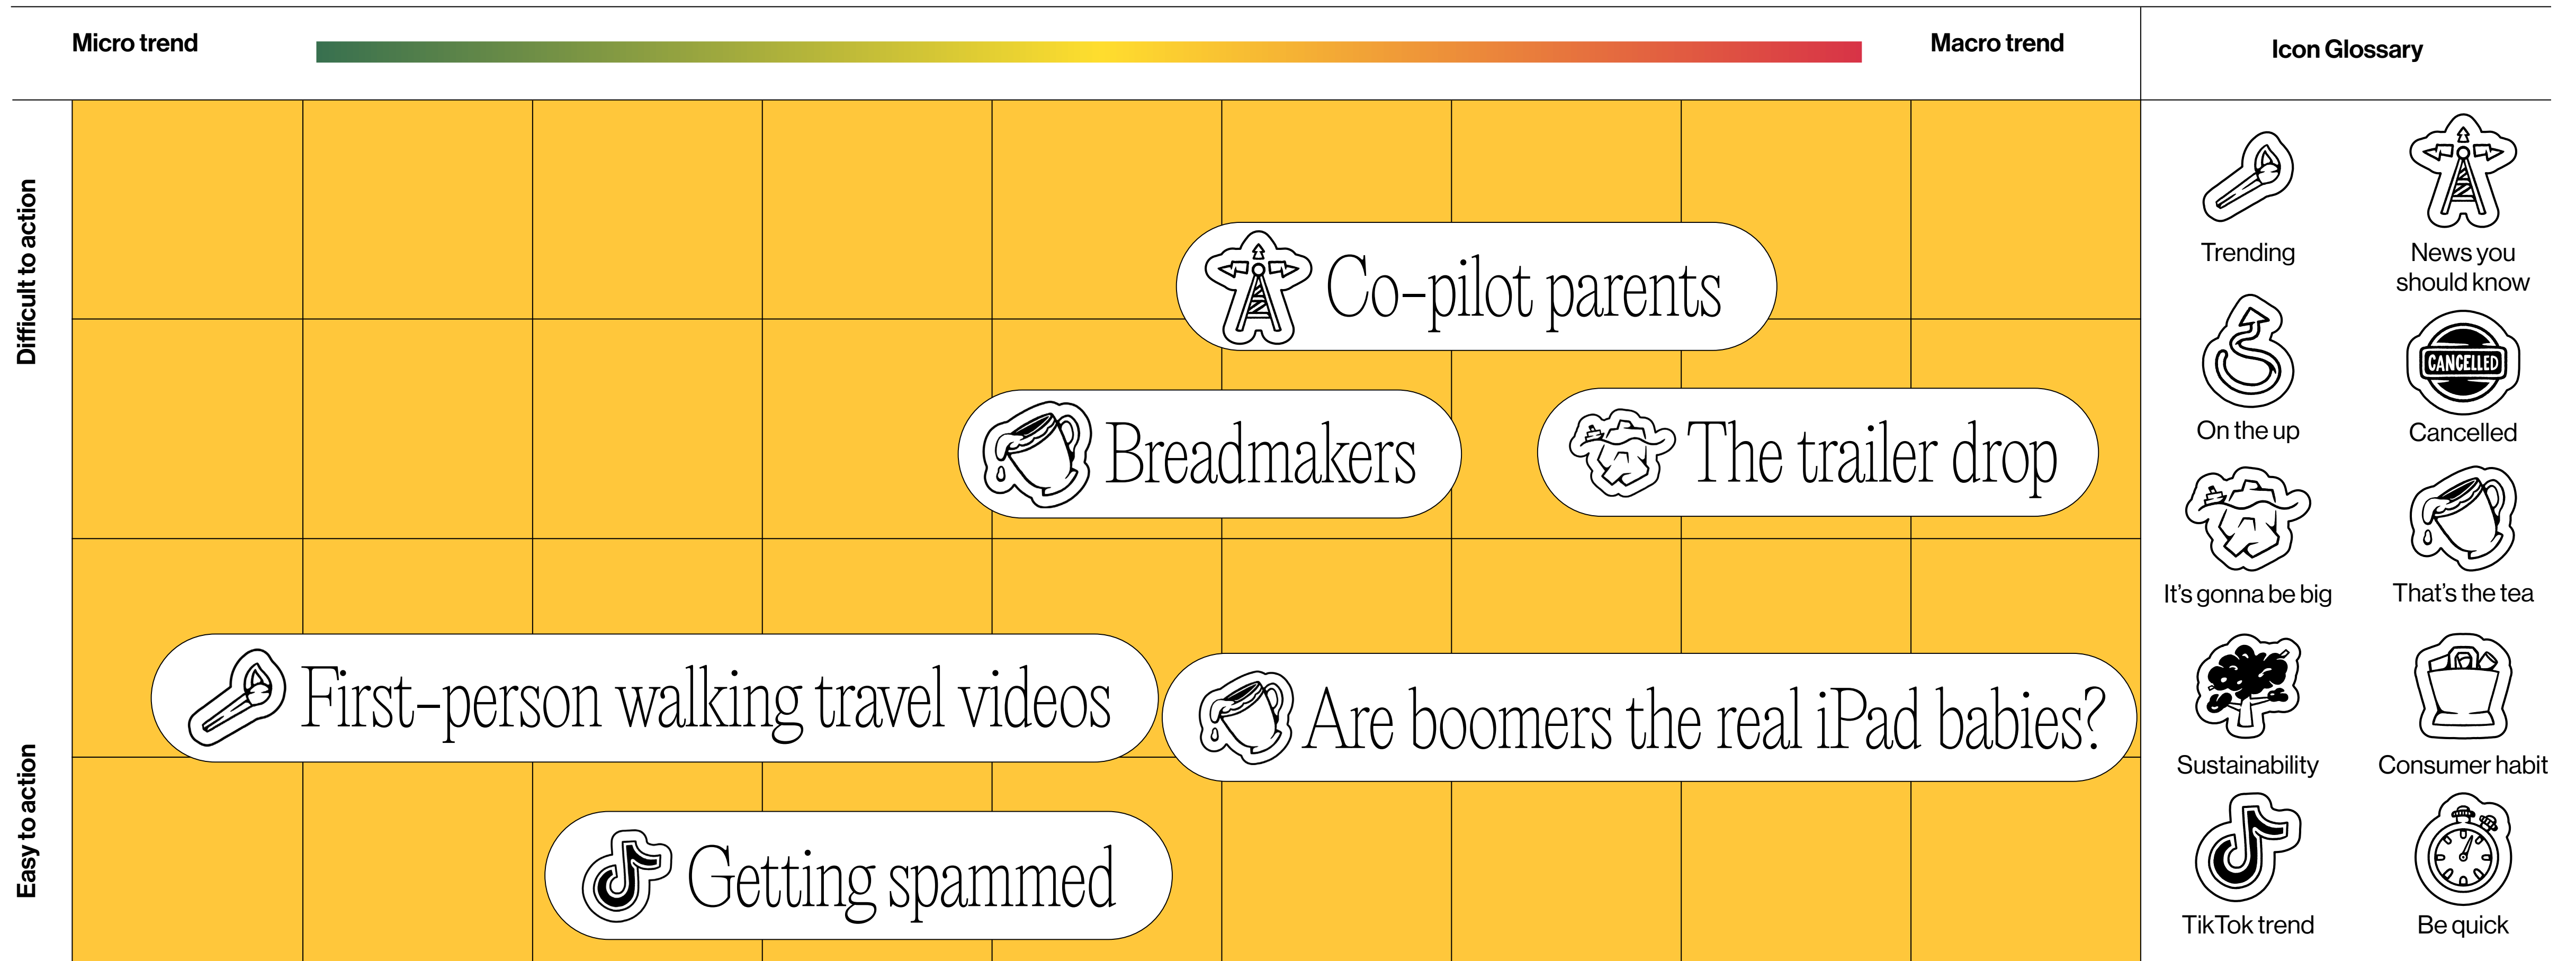 Micro trend
Macro trend
Icon Glossary
Difficult to action
Easy to action
Co-pilot parents
Breadmakers
The trailer drop
First-person walking travel videos
Are boomers the real iPad babies?
Getting spammed
Trending
News you
should know
On the up
CANCELLED
Cancelled
It's gonna be big
That's the tea
Sustainability
Consumer habit
TikTok trend
Be quick